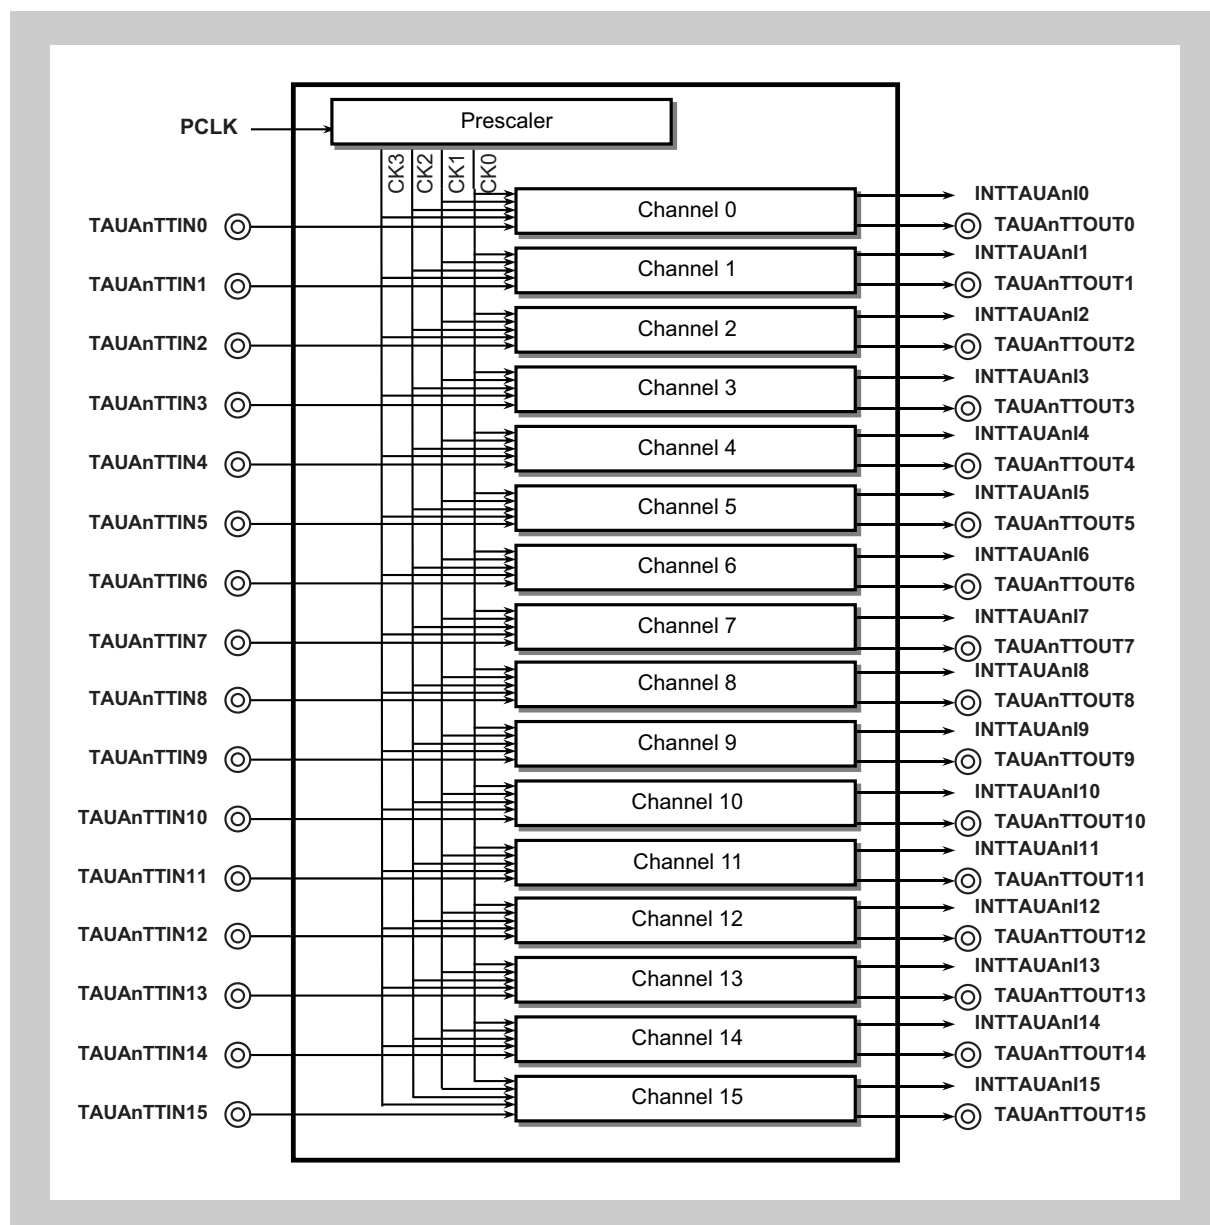 Prescaler
PCLK
CK3
CK2
CK1
CK0
INTTAUAnI0
TAUAnTTIN0
Channel 0
TAUAnTTOUT0
INTTAUAnI1
TAUAnTTIN1
Channel 1
TAUAnTTOUT1
INTTAUAnI2
TAUAnTTIN2
Channel 2
TAUAnTTOUT2
INTTAUAnI3
TAUAnTTIN3
Channel 3
TAUAnTTOUT3
INTTAUAnI4
TAUAnTTIN4
Channel 4
TAUAnTTOUT4
INTTAUAnI5
TAUAnTTIN5
Channel 5
TAUAnTTOUT5
INTTAUAnI6
TAUAnTTIN6
Channel 6
TAUAnTTOUT6
INTTAUAnI7
TAUAnTTIN7
Channel 7
TAUAnTTOUT7
INTTAUAnI8
TAUAnTTIN8
Channel 8
TAUAnTTOUT8
INTTAUAnI9
TAUAnTTIN9
Channel 9
TAUAnTTOUT9
INTTAUAnI10
TAUAnTTIN10
Channel 10
TAUAnTTOUT10
INTTAUAnI11
TAUAnTTIN11
Channel 11
TAUAnTTOUT11
INTTAUAnI12
TAUAnTTIN12
Channel 12
TAUAnTTOUT12
INTTAUAnI13
TAUAnTTIN13
Channel 13
TAUAnTTOUT13
INTTAUAnI14
TAUAnTTIN14
Channel 14
TAUAnTTOUT14
INTTAUAnI15
TAUAnTTIN15
Channel 15
TAUAnTTOUT15